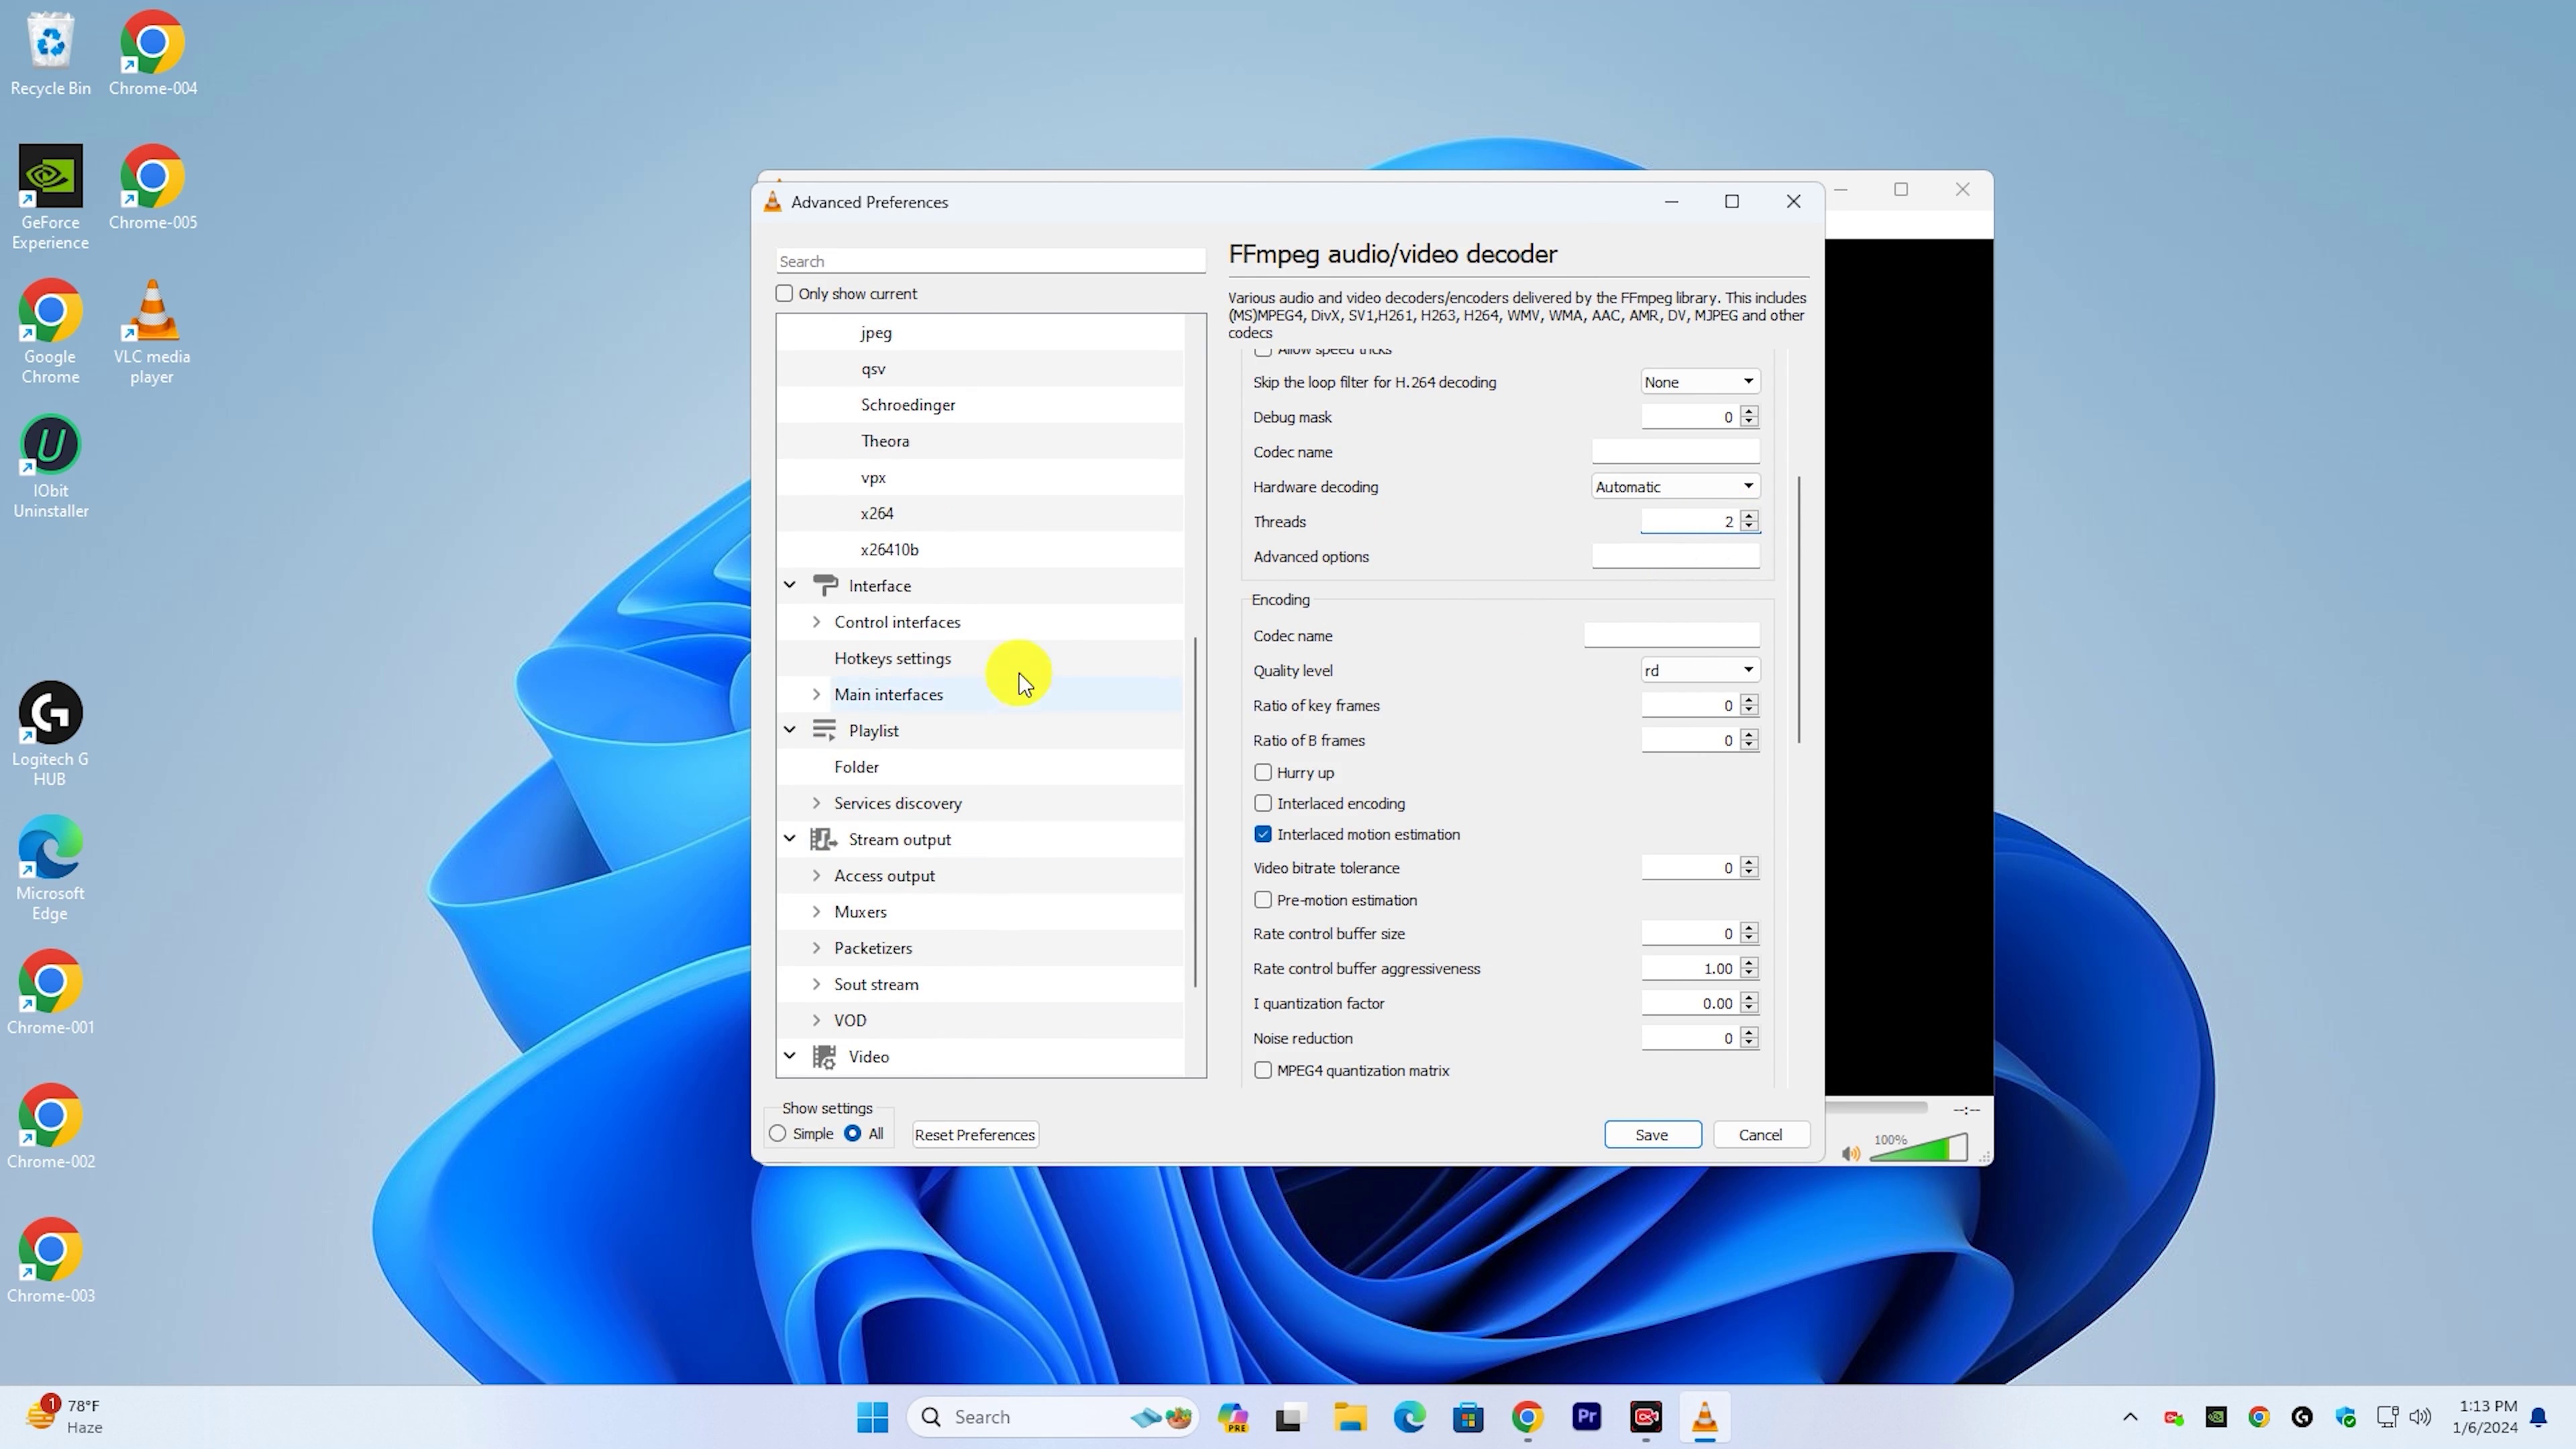 Recycle Bin
Chrome-004
GeForce
Experience
Chrome-005
Google
Chrome
VLC media
player
IObit
Uninstaller
Logitech G
HUB
Microsoft
Edge
Chrome-001
Chrome-002
Chrome-003
Advanced Preferences
Search
Only show current
jpeg
qsv
Schroedinger
Theora
vpx
x264
x26410b
Interface
Control interfaces
Hotkeys settings
Main interfaces
Playlist
Folder
Services discovery
Stream output
Access output
Muxers
Packetizers
Sout stream
VOD
Video
Show settings
Simple All
Reset Preferences
FFmpeg audio/video decoder
Various audio and video decoders/encoders delivered by the FFmpeg library. This includes
(MS)MPEG4, DivX, SV1,H261, H263, H264, WMV, WMA, AAC, AMR, DV, MJPEG and other
codecs
Allow speed tricks
Skip the loop filter for H.264 decoding None
Debug mask 0
Codec name
Hardware decoding Automatic
Threads 2
Advanced options
Encoding
Codec name
Quality level rd
Ratio of key frames 0
Ratio of B frames 0
Hurry up
Interlaced encoding
Interlaced motion estimation
Video bitrate tolerance 0
Pre-motion estimation
Rate control buffer size 0
Rate control buffer aggressiveness 1.00
I quantization factor 0.00
Noise reduction 0
MPEG4 quantization matrix
Save Cancel
--:--
100%
1
78°F
Haze
Search
PRE
Pr
1:13 PM
1/6/2024